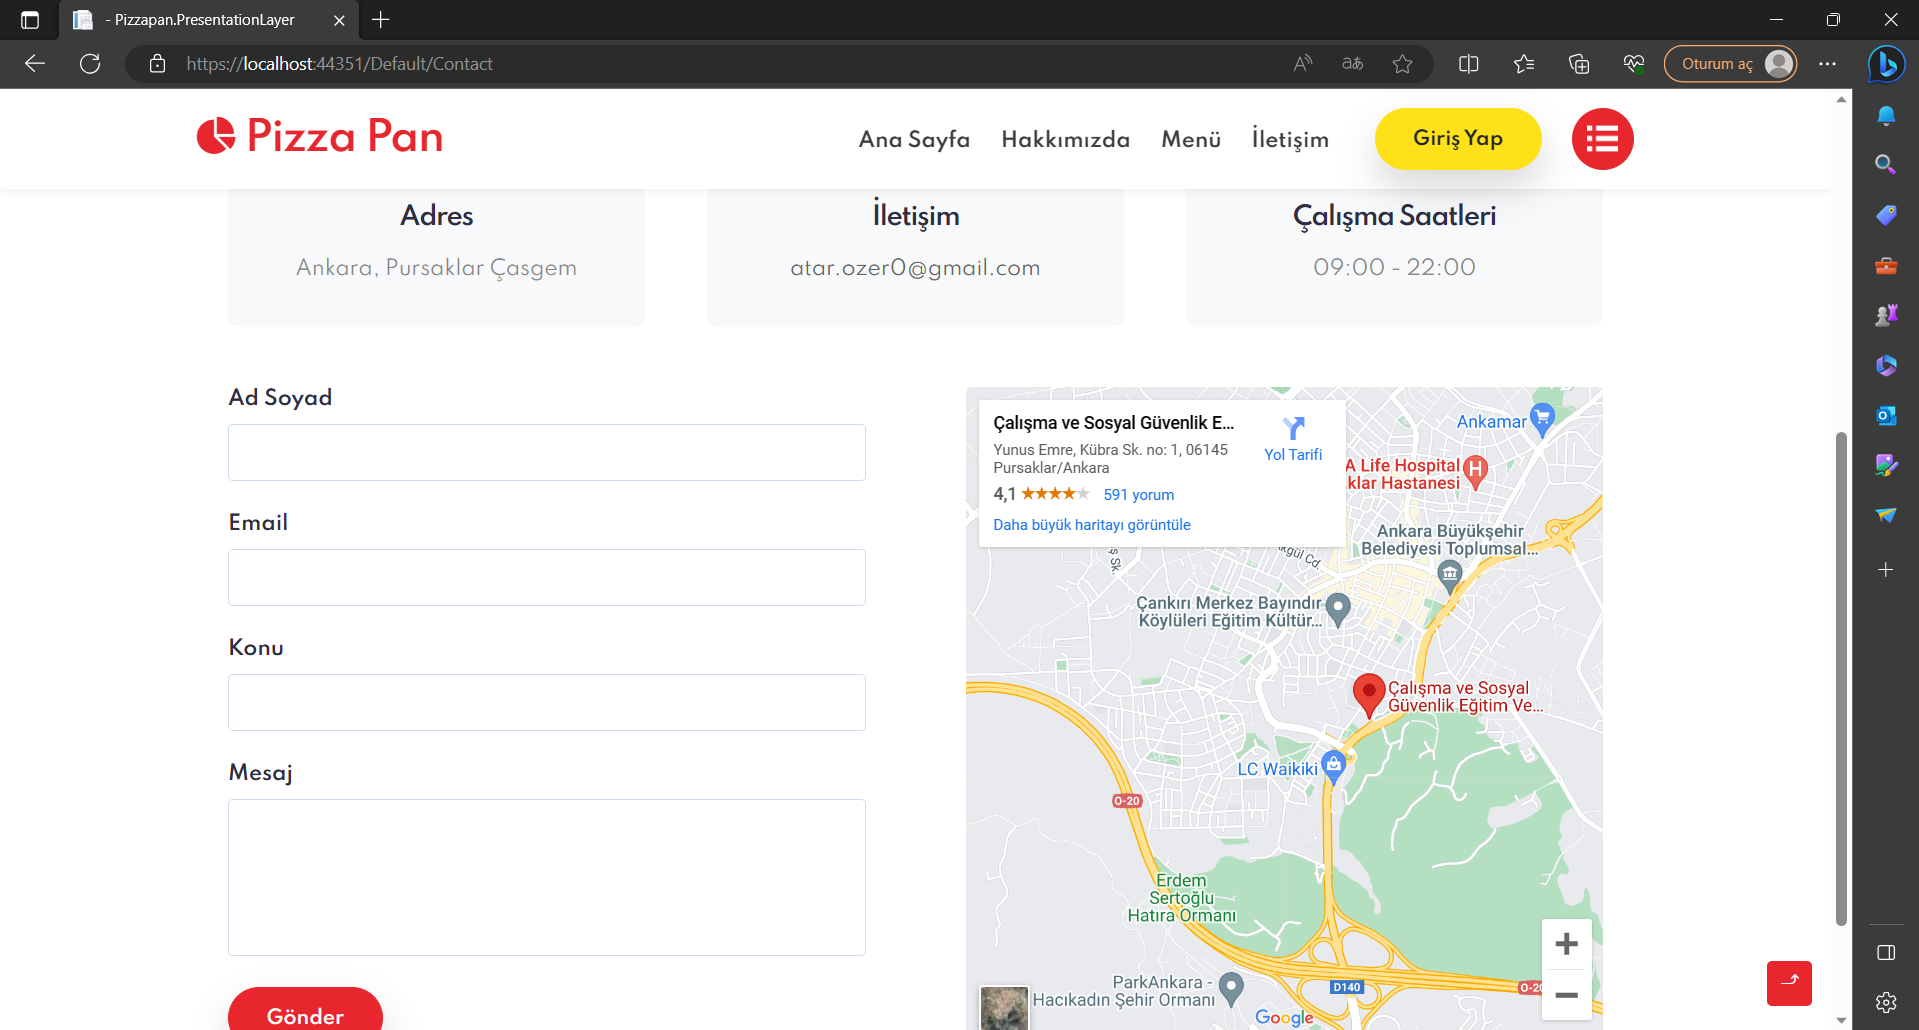 - Pizzapan.PresentationLayer
https://localhost:44351/Default/Contact
Oturum aç
Pizza Pan
Ana Sayfa
Hakkımızda
Menü
İletişim
Giriş Yap
Adres
Ankara, Pursaklar Çasgem
İletişim
atar.ozer0@gmail.com
Çalışma Saatleri
09:00 - 22:00
Ad Soyad
Email
Konu
Mesaj
Gönder
Çalışma ve Sosyal Güvenlik E...
Yunus Emre, Kübra Sk. no: 1, 06145
Pursaklar/Ankara
4,1
591 yorum
Daha büyük haritayı görüntüle
Yol Tarifi
Ankamar
A Life Hospital
klar Hastanesi
Ankara Büyükşehir
Belediyesi Toplumsal...
kgül Cd.
ş Sk.
Çankırı Merkez Bayındır
Köylüleri Eğitim Kültür...
Çalışma ve Sosyal
Güvenlik Eğitim Ve...
LC Waikiki
O-20
Erdem
Sertoğlu
Hatıra Ormanı
ParkAnkara -
Hacıkadın Şehir Ormanı
D140
O-20
Google